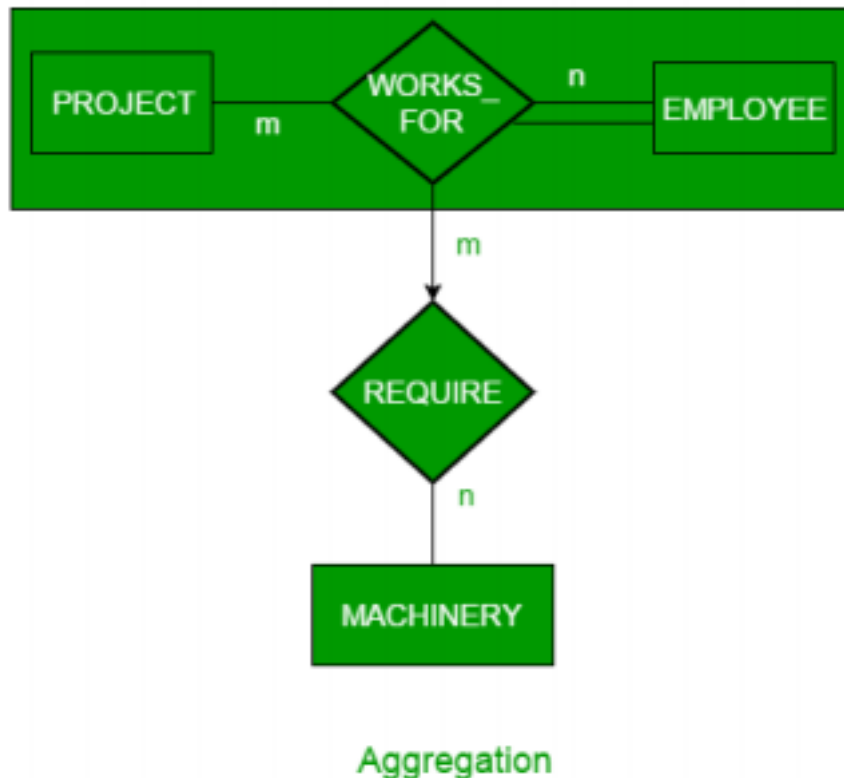 PROJECT
m
WORKS_
FOR
n
EMPLOYEE
m
REQUIRE
n
MACHINERY
Aggregation